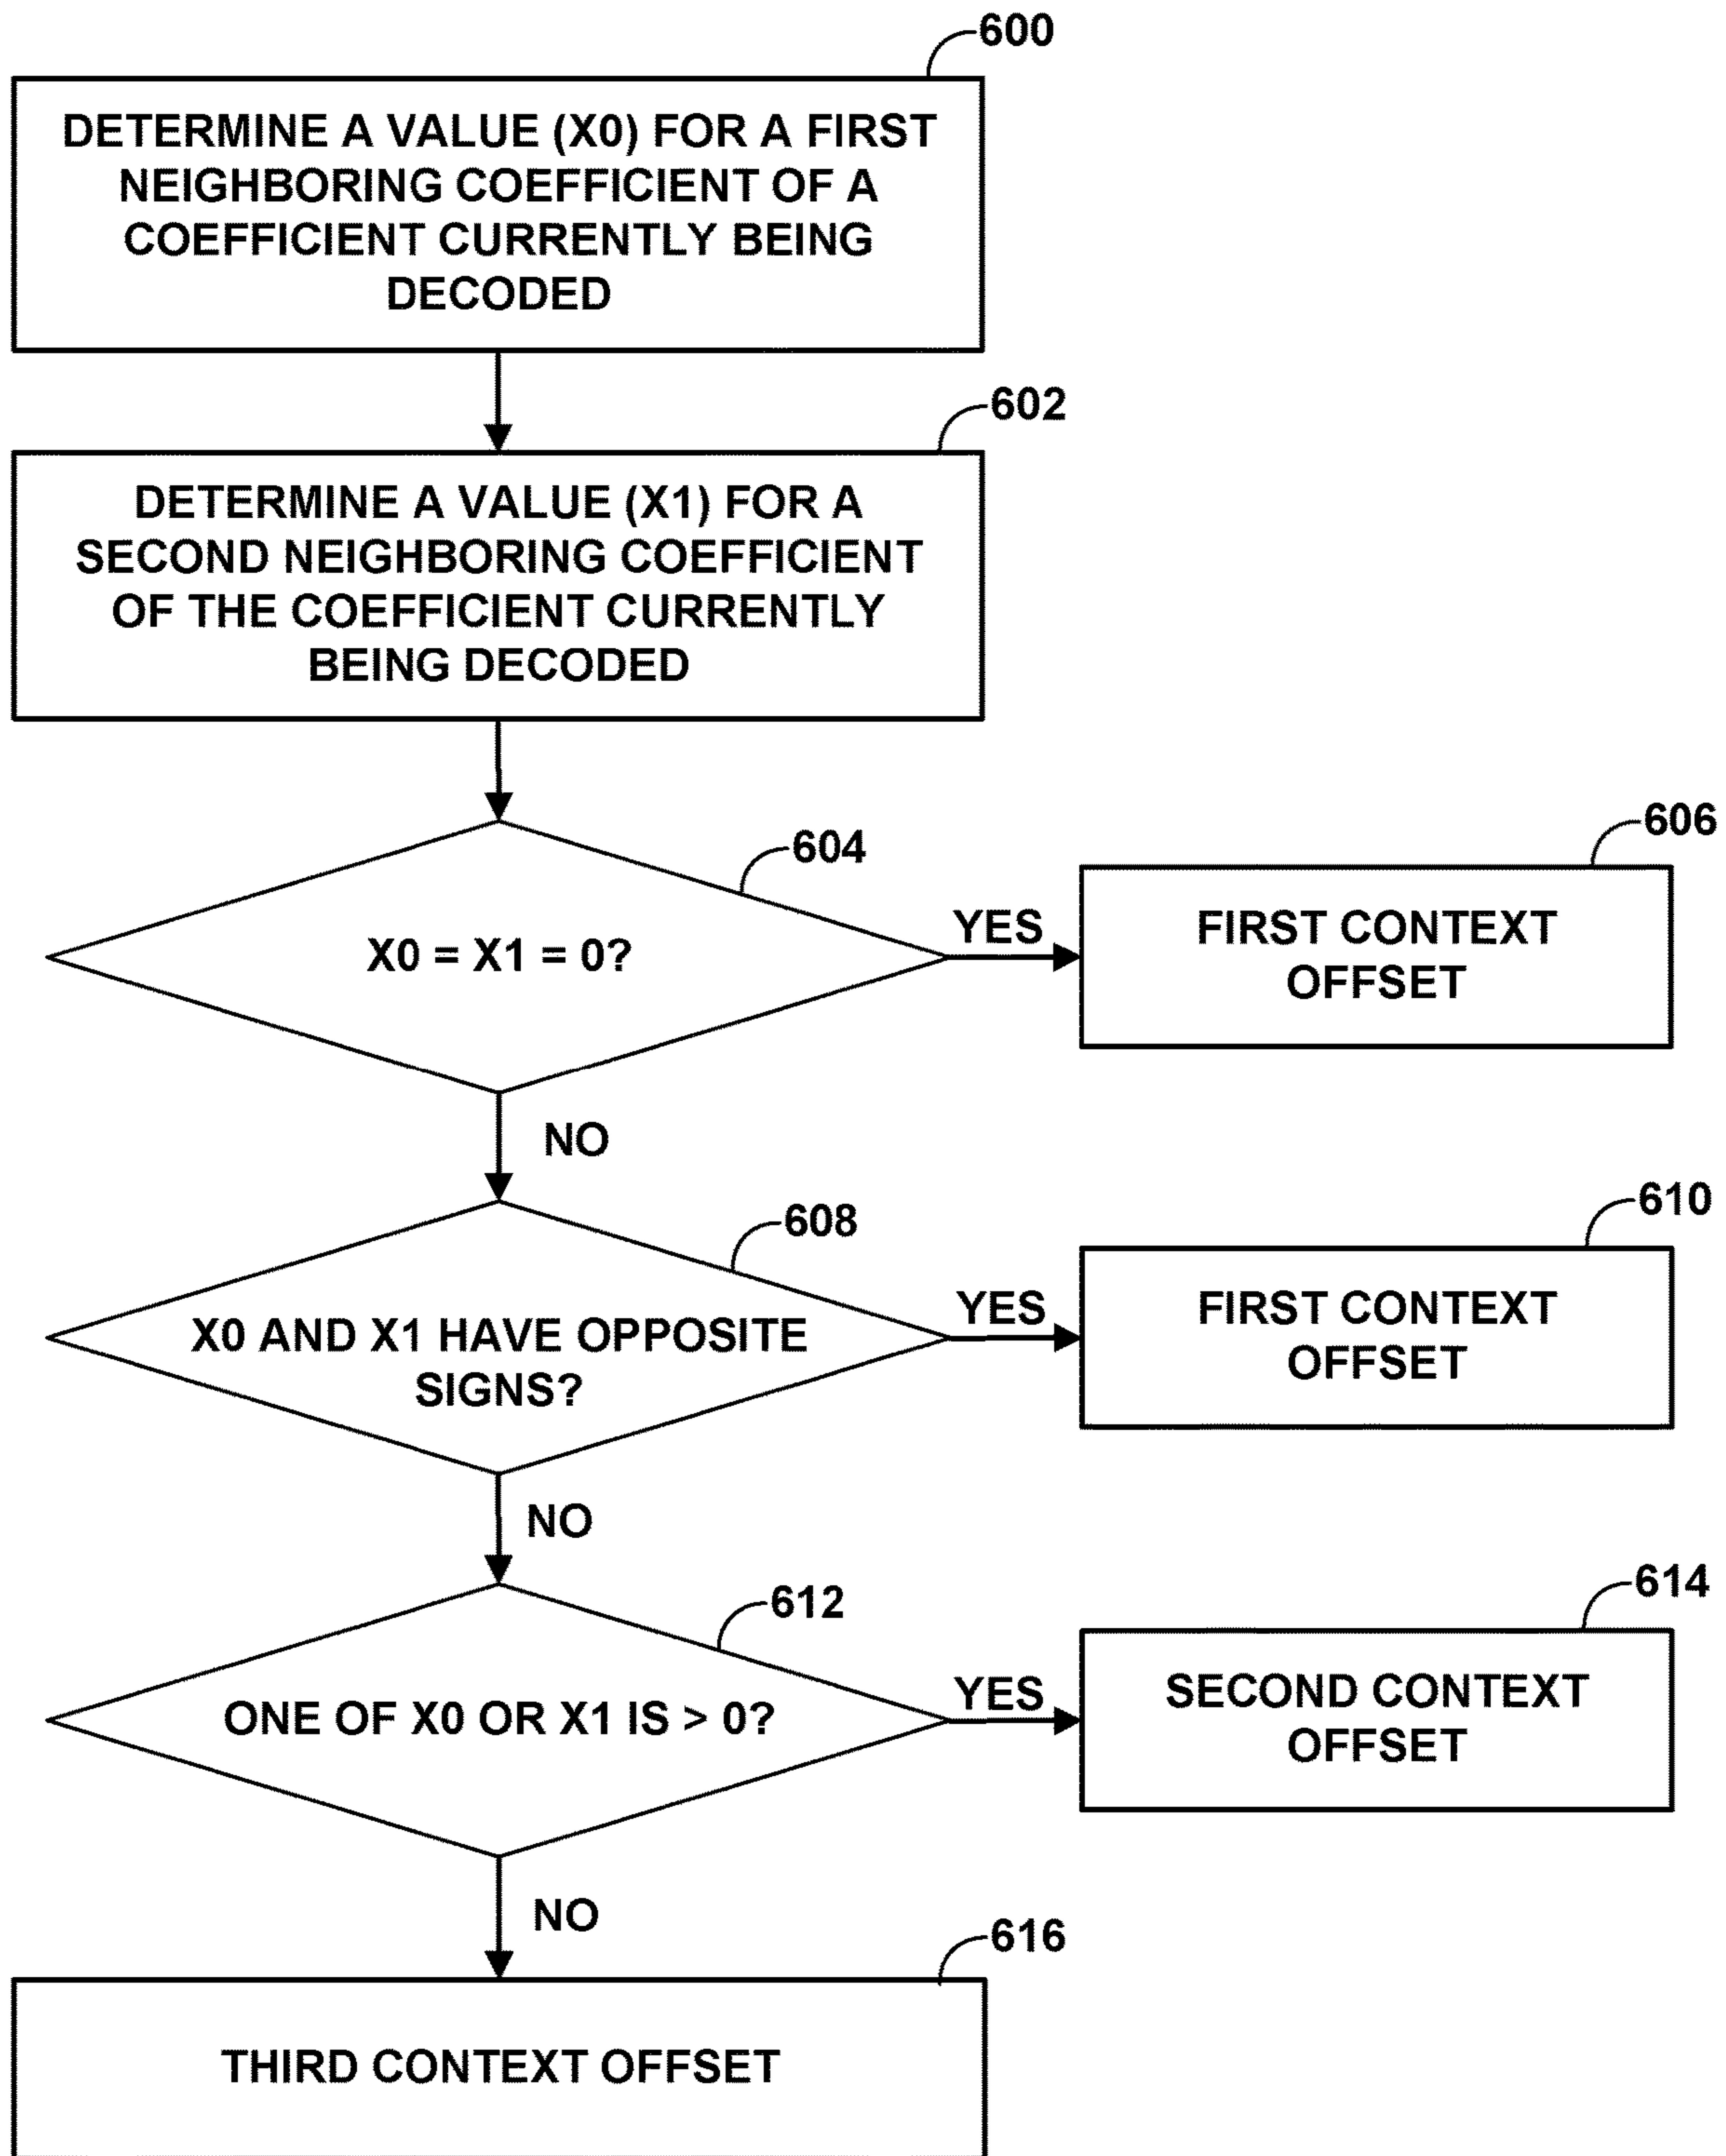 600
DETERMINE A VALUE (X0) FOR A FIRST
NEIGHBORING COEFFICIENT OF A
COEFFICIENT CURRENTLY BEING
DECODED
602
DETERMINE A VALUE (X1) FOR A
SECOND NEIGHBORING COEFFICIENT
OF THE COEFFICIENT CURRENTLY
BEING DECODED
604
X0 = X1 = 0?
YES
606
FIRST CONTEXT
OFFSET
NO
608
X0 AND X1 HAVE OPPOSITE
SIGNS?
YES
610
FIRST CONTEXT
OFFSET
NO
612
ONE OF X0 OR X1 IS > 0?
YES
614
SECOND CONTEXT
OFFSET
NO
616
THIRD CONTEXT OFFSET